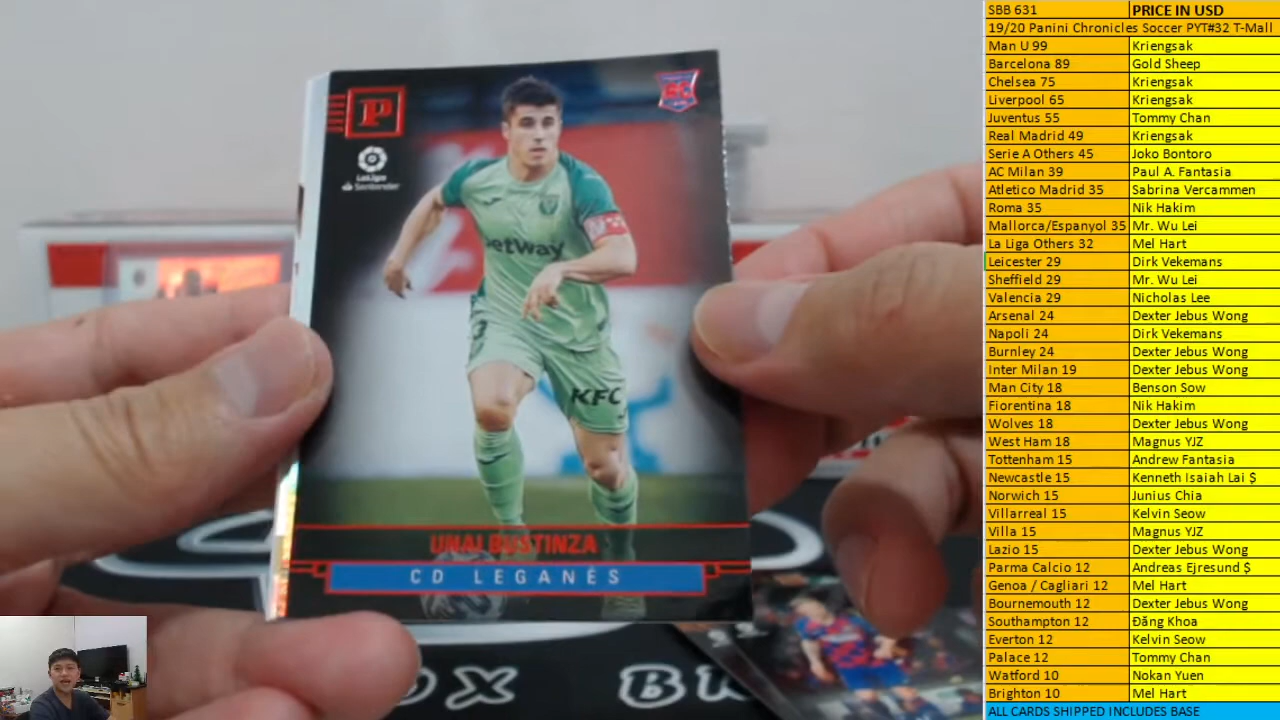 P
RC
LaLiga
Santander
betway
3
KFC
UNAI BUSTINZA
CD LEGANÉS
OX BR
SBB 631 PRICE IN USD
19/20 Panini Chronicles Soccer PYT#32 T-Mall
Man U 99 Kriengsak
Barcelona 89 Gold Sheep
Chelsea 75 Kriengsak
Liverpool 65 Kriengsak
Juventus 55 Tommy Chan
Real Madrid 49 Kriengsak
Serie A Others 45 Joko Bontoro
AC Milan 39 Paul A. Fantasia
Atletico Madrid 35 Sabrina Vercammen
Roma 35 Nik Hakim
Mallorca/Espanyol 35 Mr. Wu Lei
La Liga Others 32 Mel Hart
Leicester 29 Dirk Vekemans
Sheffield 29 Mr. Wu Lei
Valencia 29 Nicholas Lee
Arsenal 24 Dexter Jebus Wong
Napoli 24 Dirk Vekemans
Burnley 24 Dexter Jebus Wong
Inter Milan 19 Dexter Jebus Wong
Man City 18 Benson Sow
Fiorentina 18 Nik Hakim
Wolves 18 Dexter Jebus Wong
West Ham 18 Magnus YJZ
Tottenham 15 Andrew Fantasia
Newcastle 15 Kenneth Isaiah Lai $
Norwich 15 Junius Chia
Villarreal 15 Kelvin Seow
Villa 15 Magnus YJZ
Lazio 15 Dexter Jebus Wong
Parma Calcio 12 Andreas Ejresund $
Genoa / Cagliari 12 Mel Hart
Bournemouth 12 Dexter Jebus Wong
Southampton 12 Đăng Khoa
Everton 12 Kelvin Seow
Palace 12 Tommy Chan
Watford 10 Nokan Yuen
Brighton 10 Mel Hart
ALL CARDS SHIPPED INCLUDES BASE